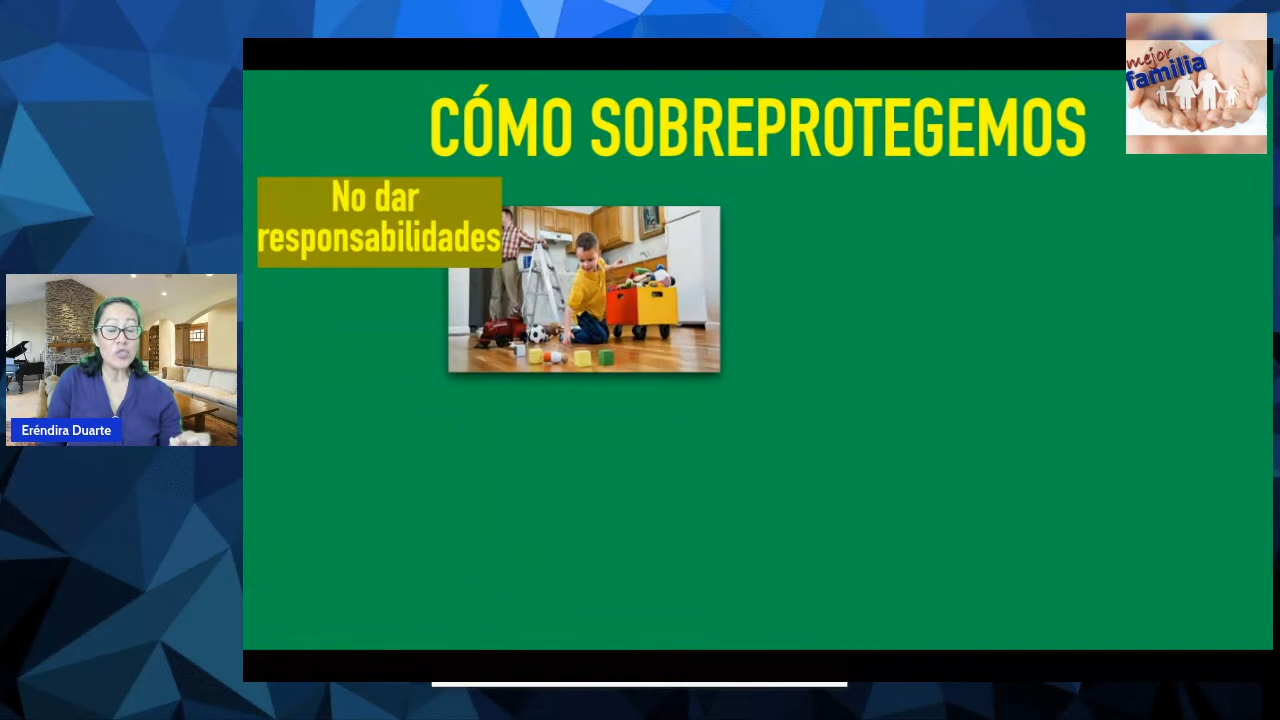 CÓMO SOBREPROTEGEMOS
mejor
familia
No dar
responsabilidades
Eréndira Duarte